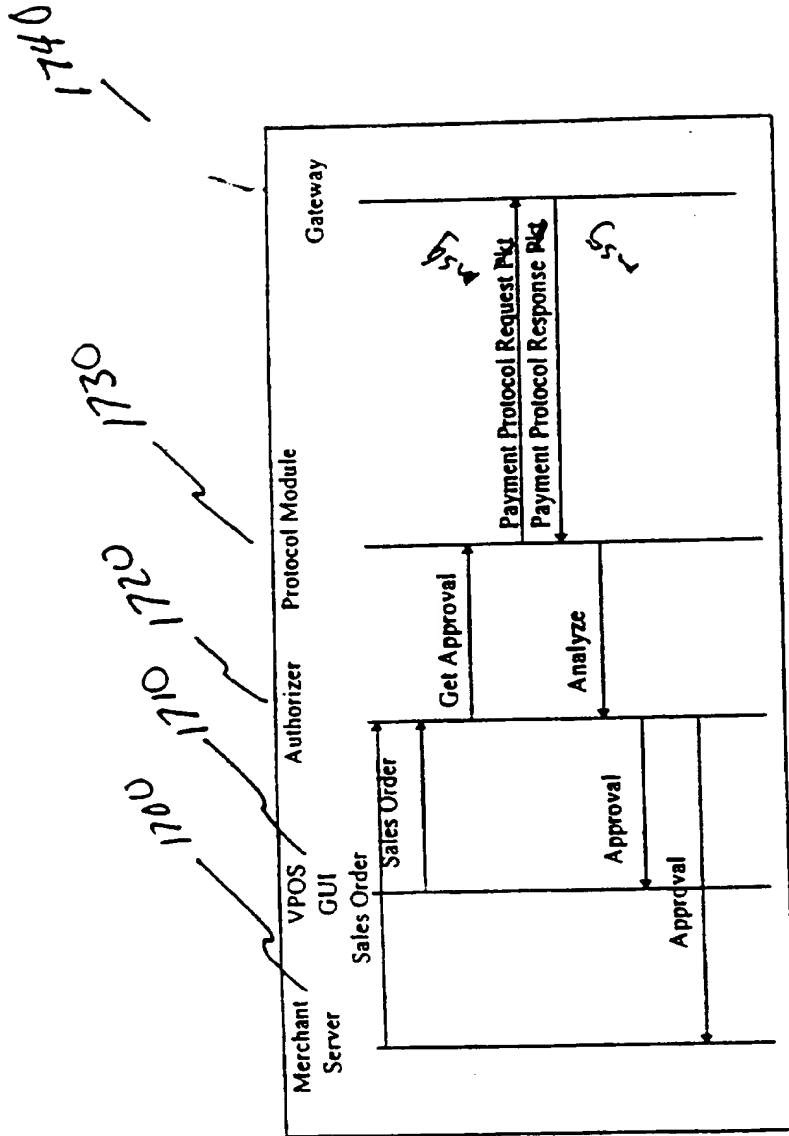 1740
1730
1720
1710
1700
Merchant
Server
VPOS
GUI
Authorizer
Protocol Module
Gateway
Sales Order
Sales Order
Get Approval
Payment Protocol Request Pkt
Payment Protocol Response Pkt
Analyze
Approval
Approval